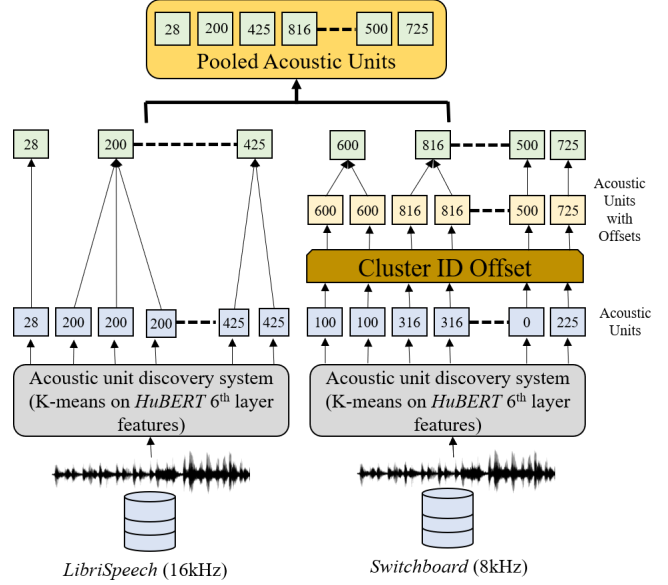 28 200 425 816 500 725
Pooled Acoustic Units
28 200 425 600 816 500 725
600 600 816 816 500 725
Acoustic
Units
with
Offsets
Cluster ID Offset
28 200 200 200 425 425 100 100 316 316 0 225
Acoustic
Units
Acoustic unit discovery system
(K-means on HuBERT 6th layer
features)
Acoustic unit discovery system
(K-means on HuBERT 6th layer
features)
LibriSpeech (16kHz)
Switchboard (8kHz)